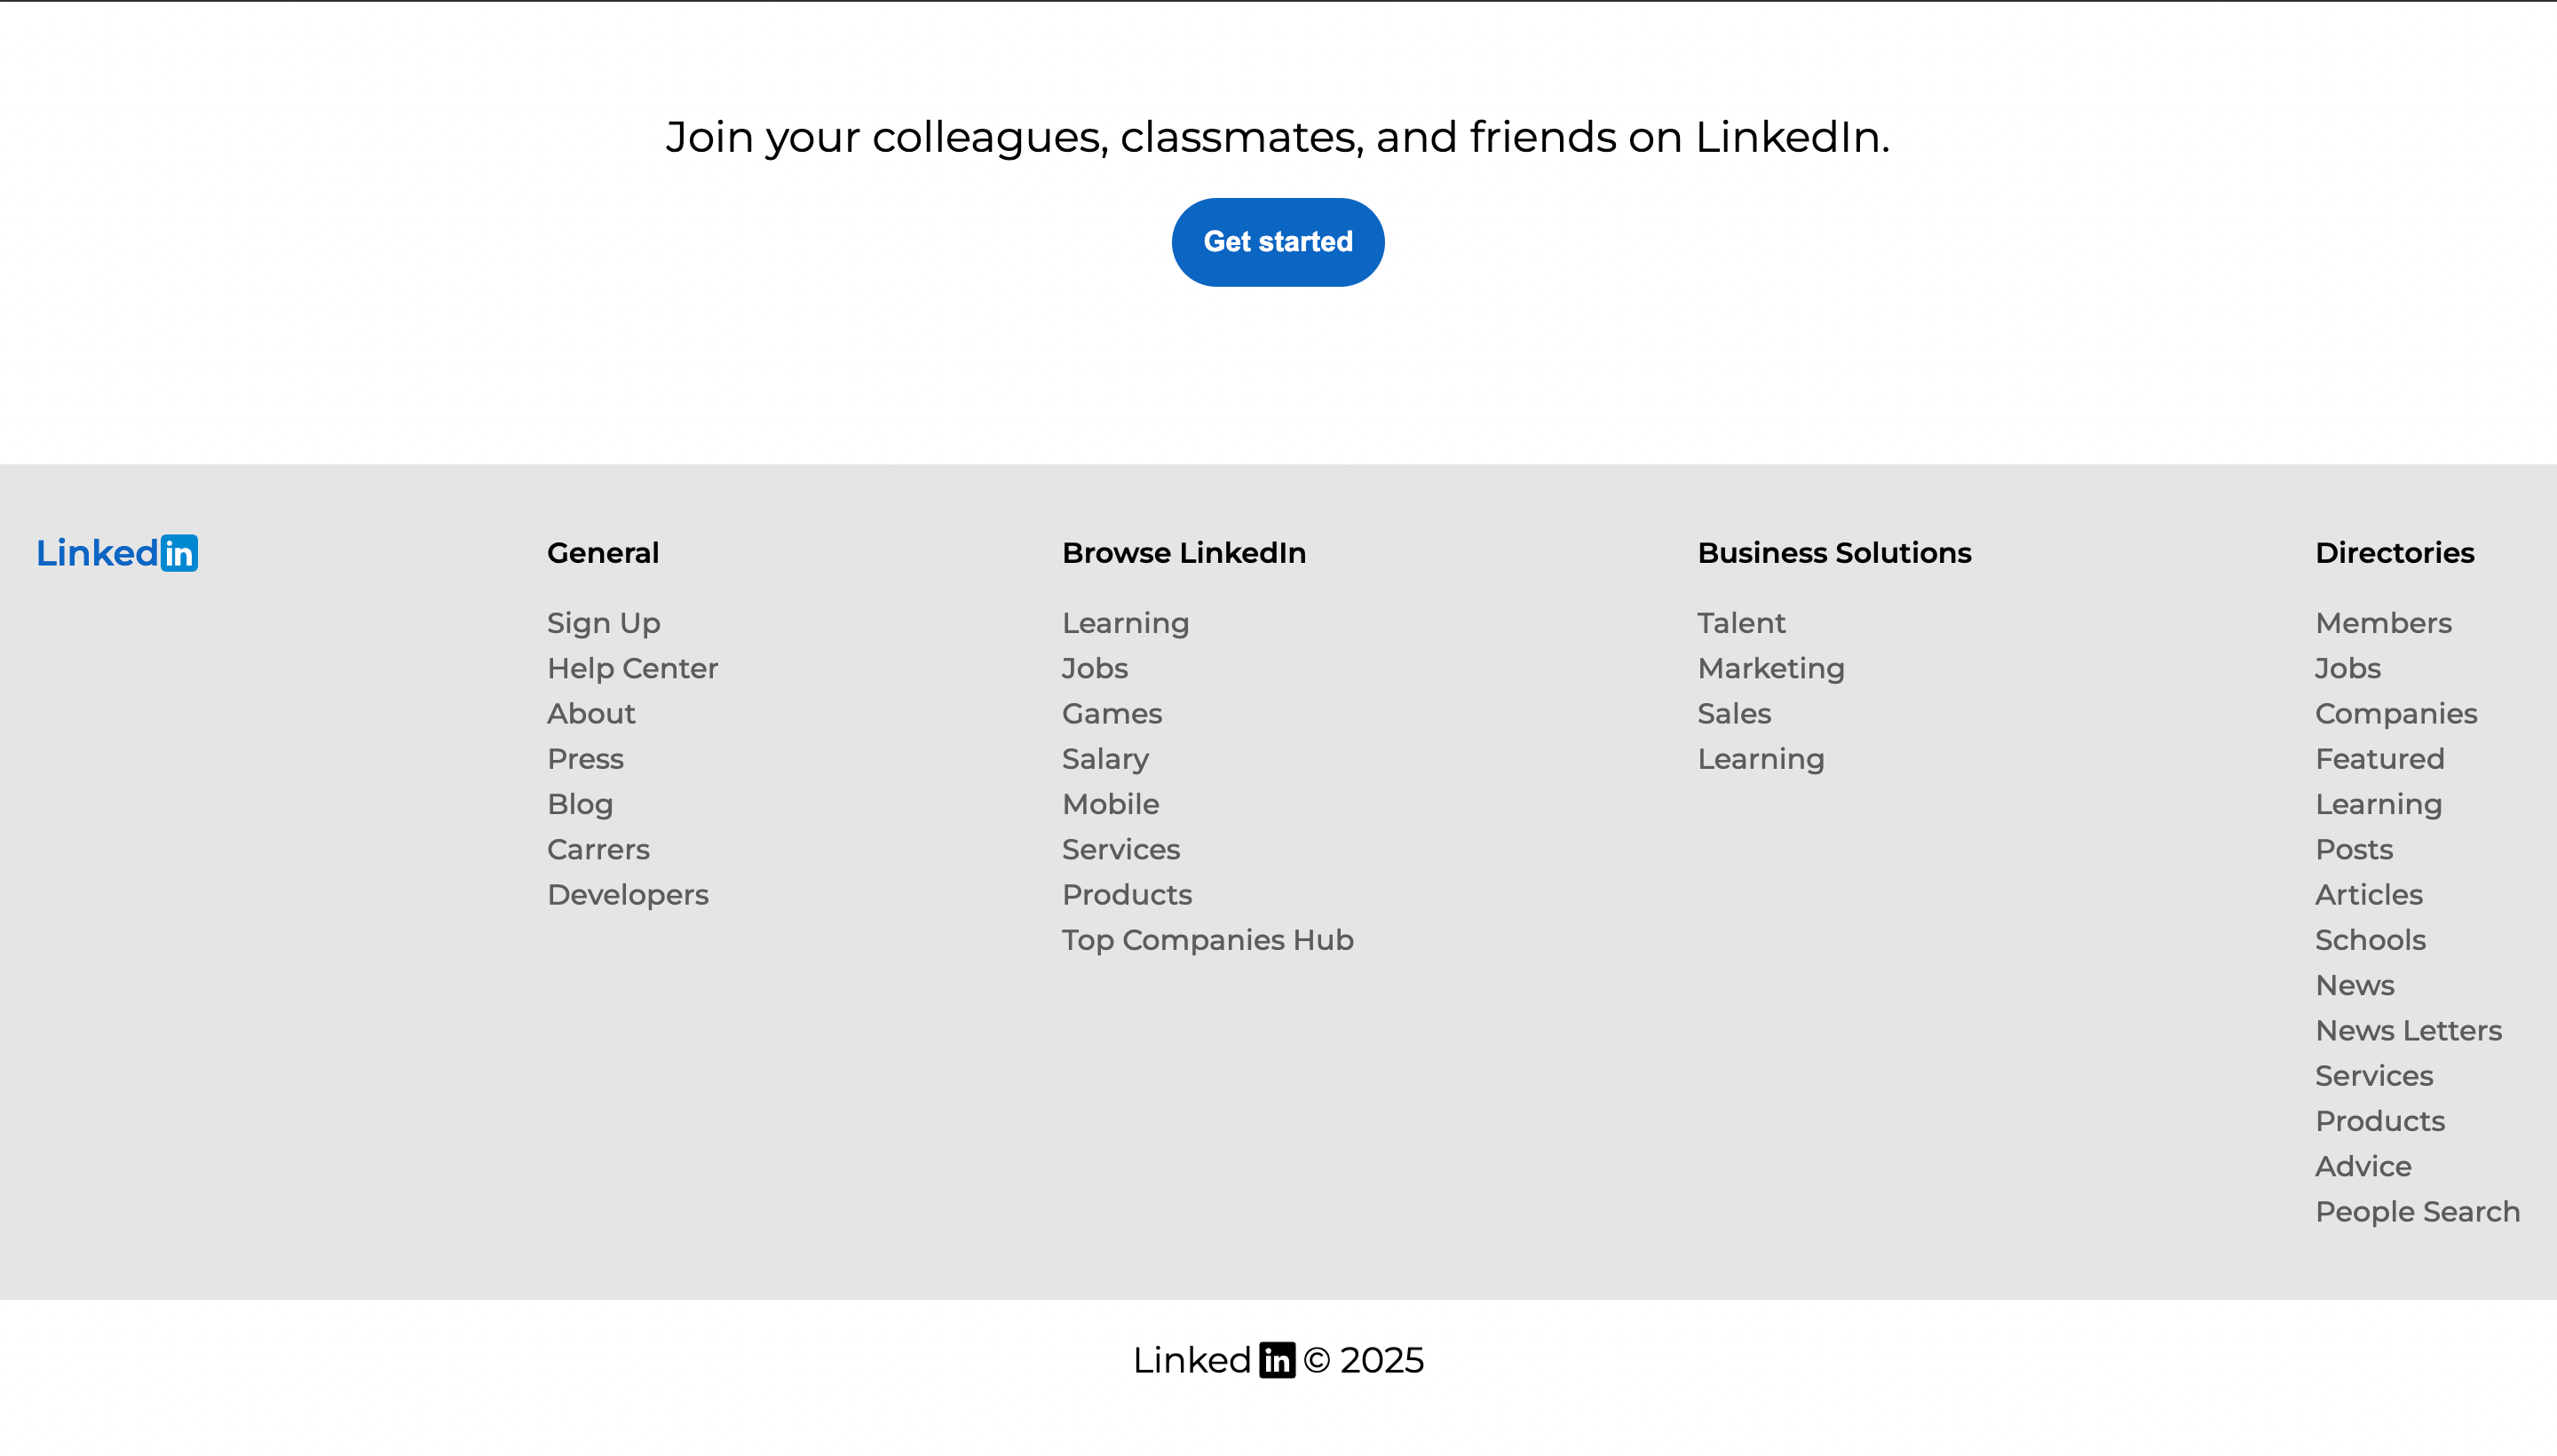 Join your colleagues, classmates, and friends on LinkedIn.
Get started
Linkedin
General
Sign Up
Help Center
About
Press
Blog
Carrers
Developers
Browse LinkedIn
Learning
Jobs
Games
Salary
Mobile
Services
Products
Top Companies Hub
Business Solutions
Talent
Marketing
Sales
Learning
Directories
Members
Jobs
Companies
Featured
Learning
Posts
Articles
Schools
News
News Letters
Services
Products
Advice
People Search
Linked in © 2025